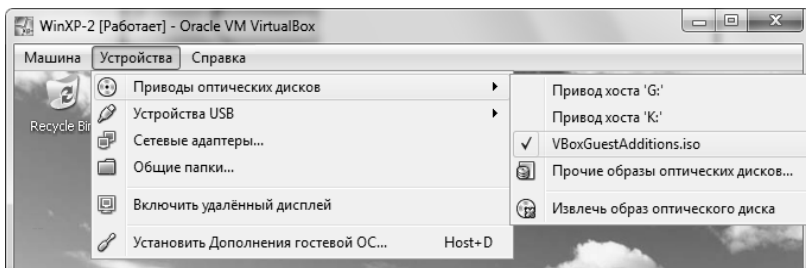 WinXP-2 [Работает] - Oracle VM VirtualBox
Машина Устройства Справка
Приводы оптических дисков
Устройства USB
Сетевые адаптеры...
Общие папки...
Включить удалённый дисплей
Установить Дополнения гостевой ОС... Host+D
Привод хоста 'G:'
Привод хоста 'K:'
VBoxGuestAdditions.iso
Прочие образы оптических дисков...
Извлечь образ оптического диска
Recycle Bin